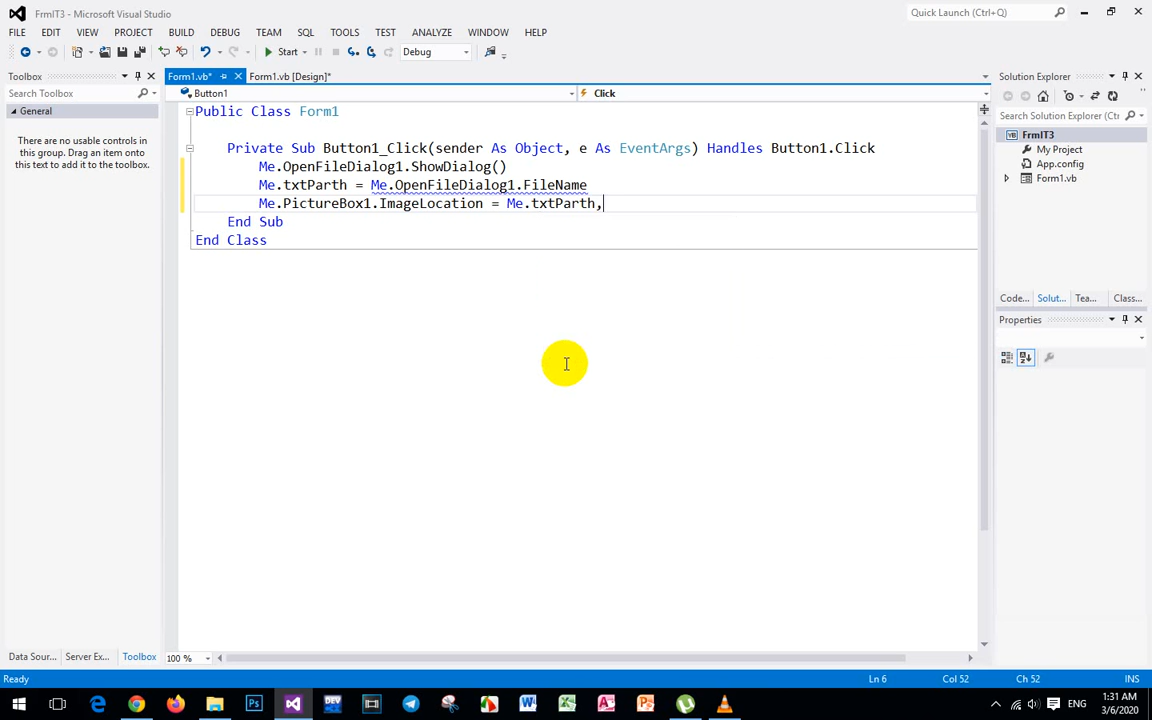 FrmIT3 - Microsoft Visual Studio
Quick Launch (Ctrl+Q)
FILE EDIT VIEW PROJECT BUILD DEBUG TEAM SQL TOOLS TEST ANALYZE WINDOW HELP
Start Debug
Toolbox
Search Toolbox
General
There are no usable controls in
this group. Drag an item onto
this text to add it to the toolbox.
Data Sour... Server Ex... Toolbox
Form1.vb* Form1.vb [Design]*
Button1 Click
Public Class Form1
Private Sub Button1_Click(sender As Object, e As EventArgs) Handles Button1.Click
Me.OpenFileDialog1.ShowDialog()
Me.txtParth = Me.OpenFileDialog1.FileName
Me.PictureBox1.ImageLocation = Me.txtParth,
End Sub
End Class
100 %
Solution Explorer
Search Solution Explorer (Ctrl
FrmIT3
My Project
App.config
Form1.vb
Code... Solut... Tea... Class...
Properties
Ready Ln 6 Col 52 Ch 52 INS
ENG
1:31 AM
3/6/2020